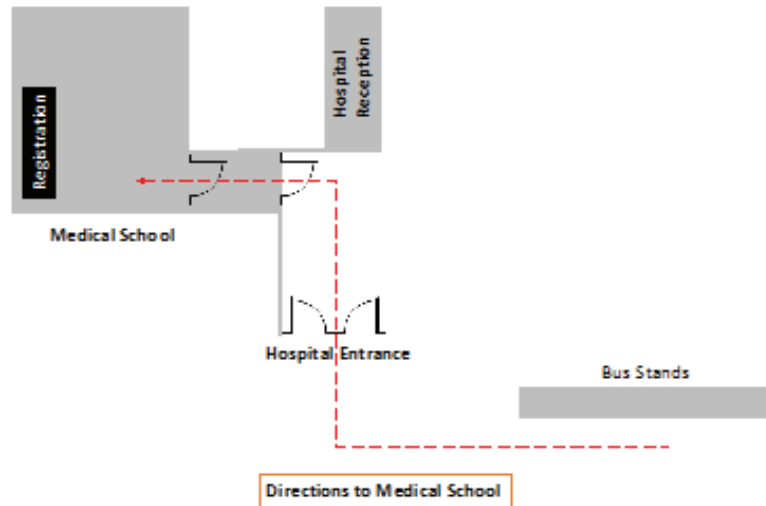 Hospital
Reception
Registration
Medical School
Hospital Entrance
Bus Stands
Directions to Medical School